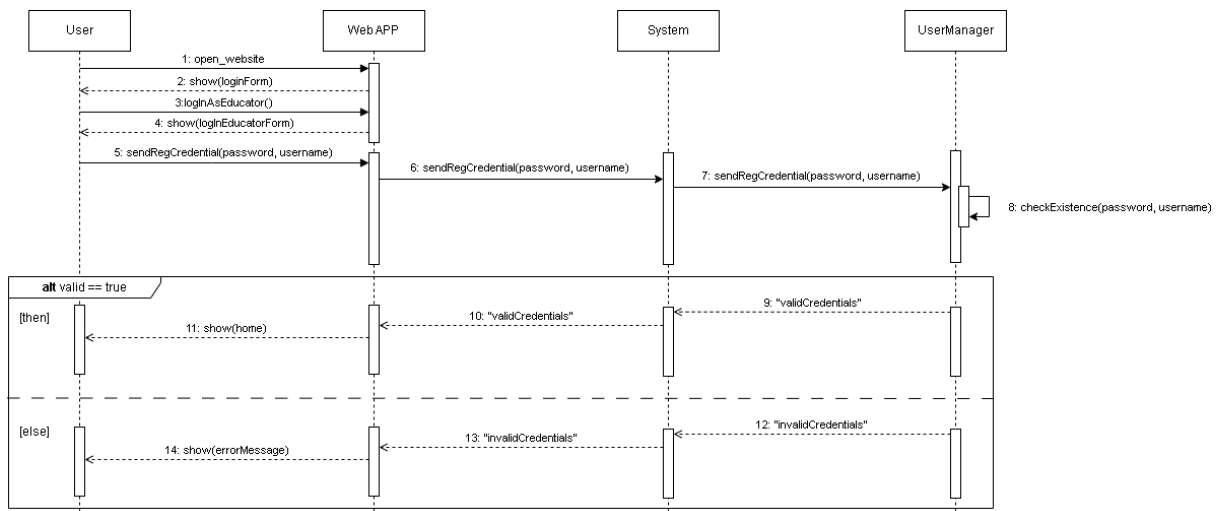 User
Web APP
System
UserManager
1: open_website
2: show(loginForm)
3:logInAsEducator()
4: show(logInEducatorForm)
5: sendRegCredential(password, username)
6: sendRegCredential(password, username)
7: sendRegCredential(password, username)
8: checkExistence(password, username)
alt valid == true
[then]
9: "validCredentials"
10: "validCredentials"
11: show(home)
[else]
12: "invalidCredentials"
13: "invalidCredentials"
14: show(errorMessage)